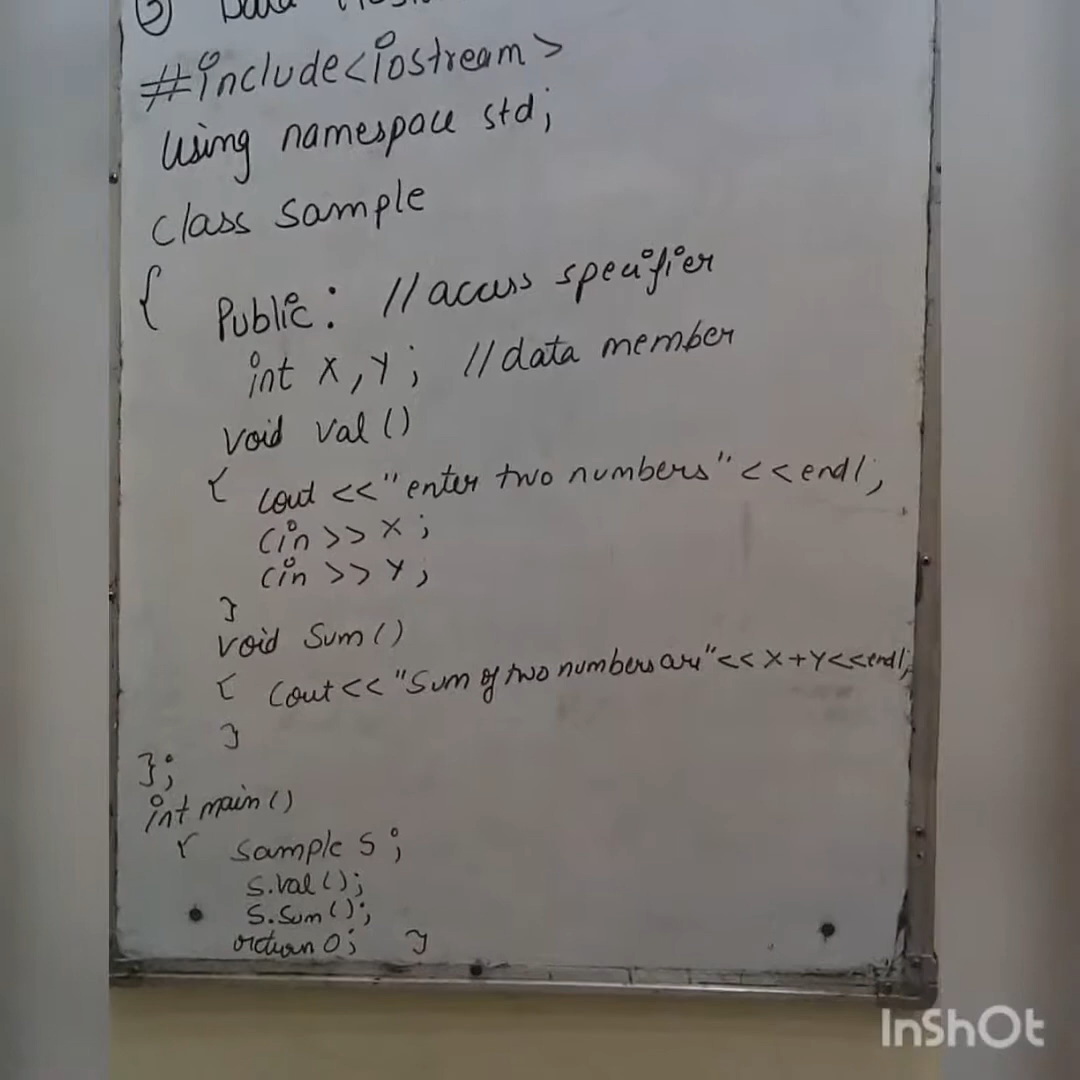 ③ Data
#include<iostream>
using namespace std;
class sample
{ Public: //access specifier
int x,y; //data member
void val()
{ cout <<"enter two numbers"<<endl;
cin >> x;
cin >> y;
}
void Sum()
{ cout<<"Sum of two numbers are"<<x+y<<endl;
}
};
int main()
{ sample s;
s.val();
s.sum();
return 0; }
InShOt